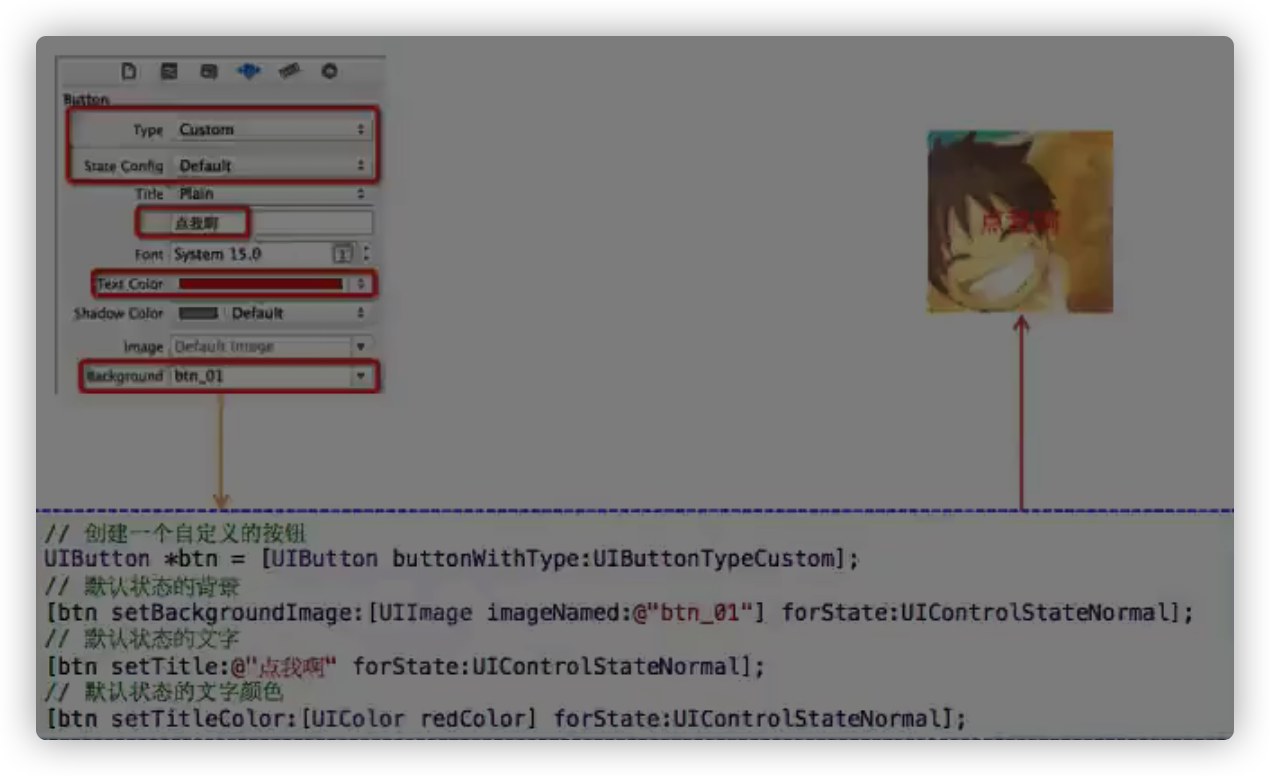 Button
Type Custom
State Config Default
Title Plain
点我啊
Font System 15.0
Text Color
Shadow Color Default
Image Default Image
Background btn_01
点我啊
// 创建一个自定义的按钮
UIButton *btn = [UIButton buttonWithType:UIButtonTypeCustom];
// 默认状态的背景
[btn setBackgroundImage:[UIImage imageNamed:@"btn_01"] forState:UIControlStateNormal];
// 默认状态的文字
[btn setTitle:@"点我啊" forState:UIControlStateNormal];
// 默认状态的文字颜色
[btn setTitleColor:[UIColor redColor] forState:UIControlStateNormal];